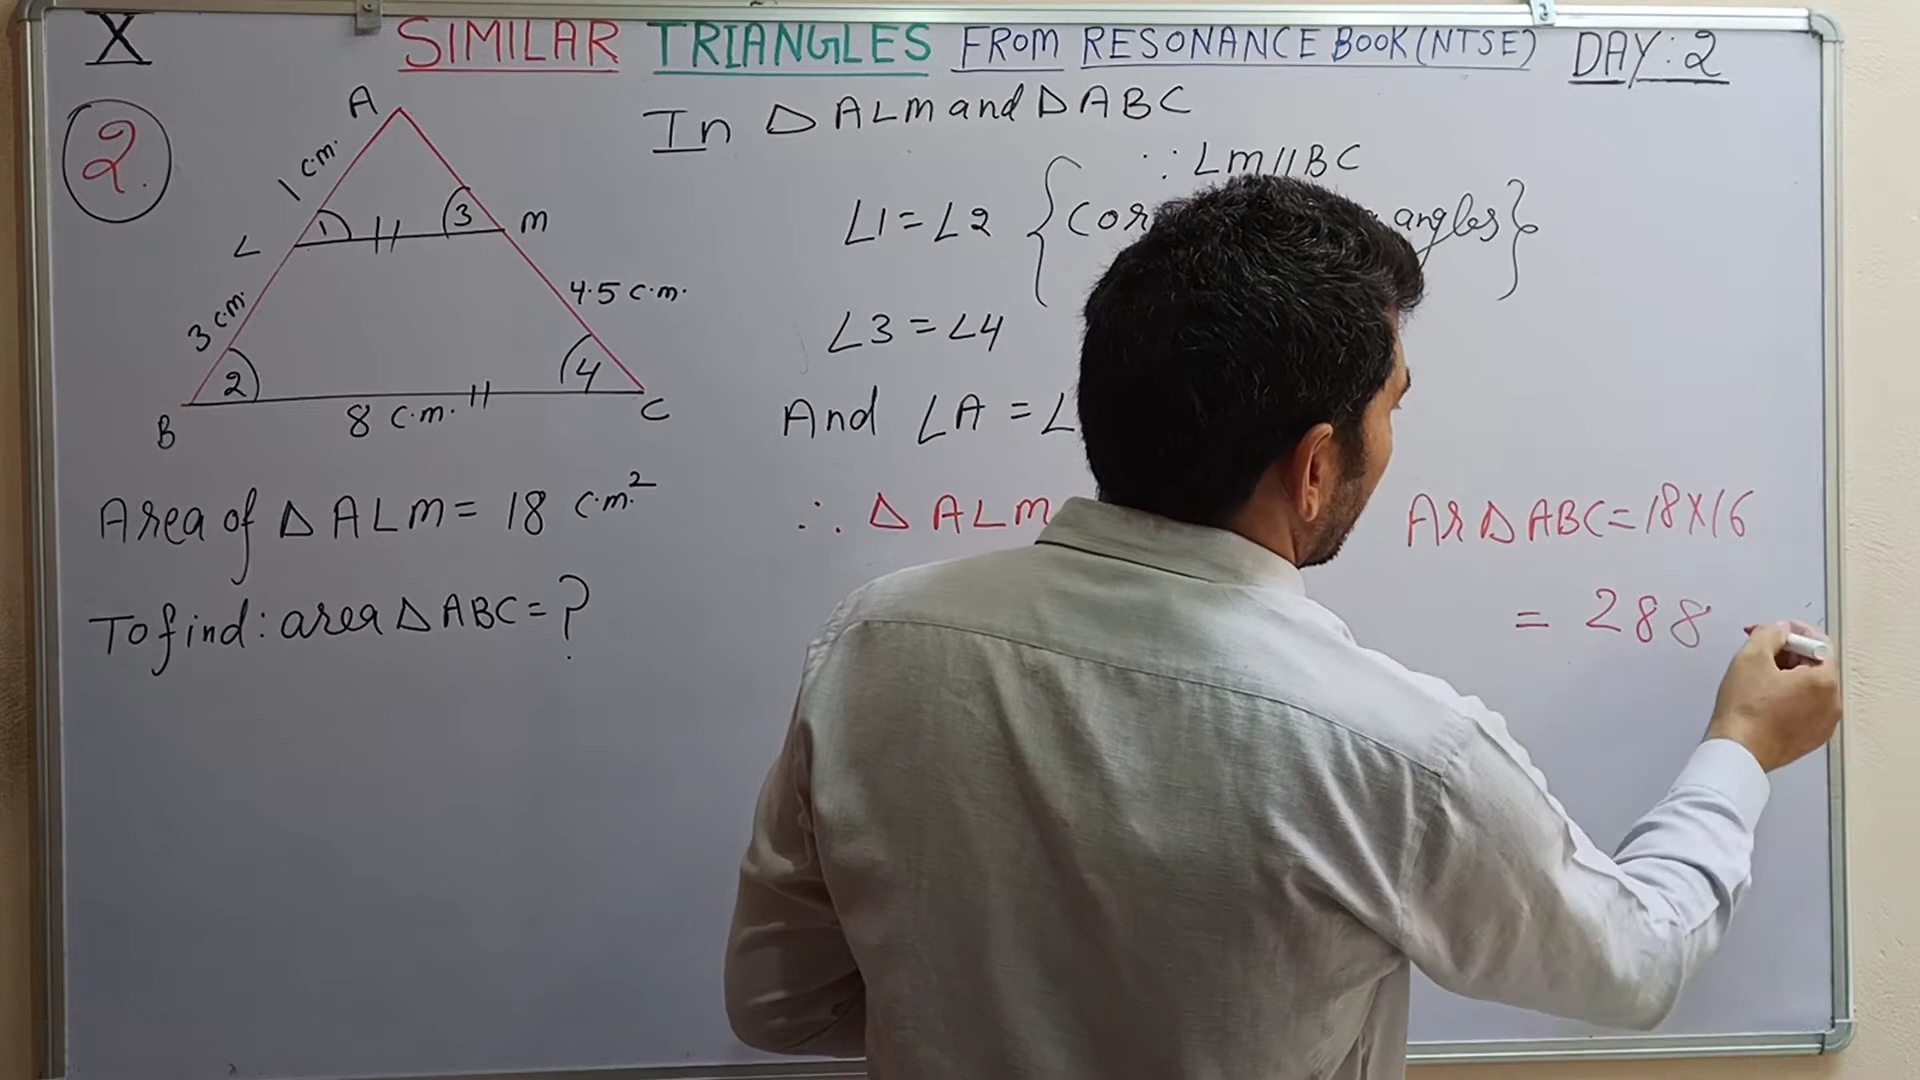 X
SIMILAR TRIANGLES FROM RESONANCE BOOK (NTSE) DAY: 2
2.
A
1 c.m.
L
1
3
M
3 c.m.
4.5 c.m.
2
4
B
8 c.m.
C
Area of △ ALM = 18 c.m.²
To find: area △ ABC = ?
In △ ALM and △ ABC
∵ LM // BC
∠1 = ∠2 { angles }
∠3 = ∠4
And ∠A = ∠
∴ △ ALM
Ar △ ABC = 18 X 16
= 288